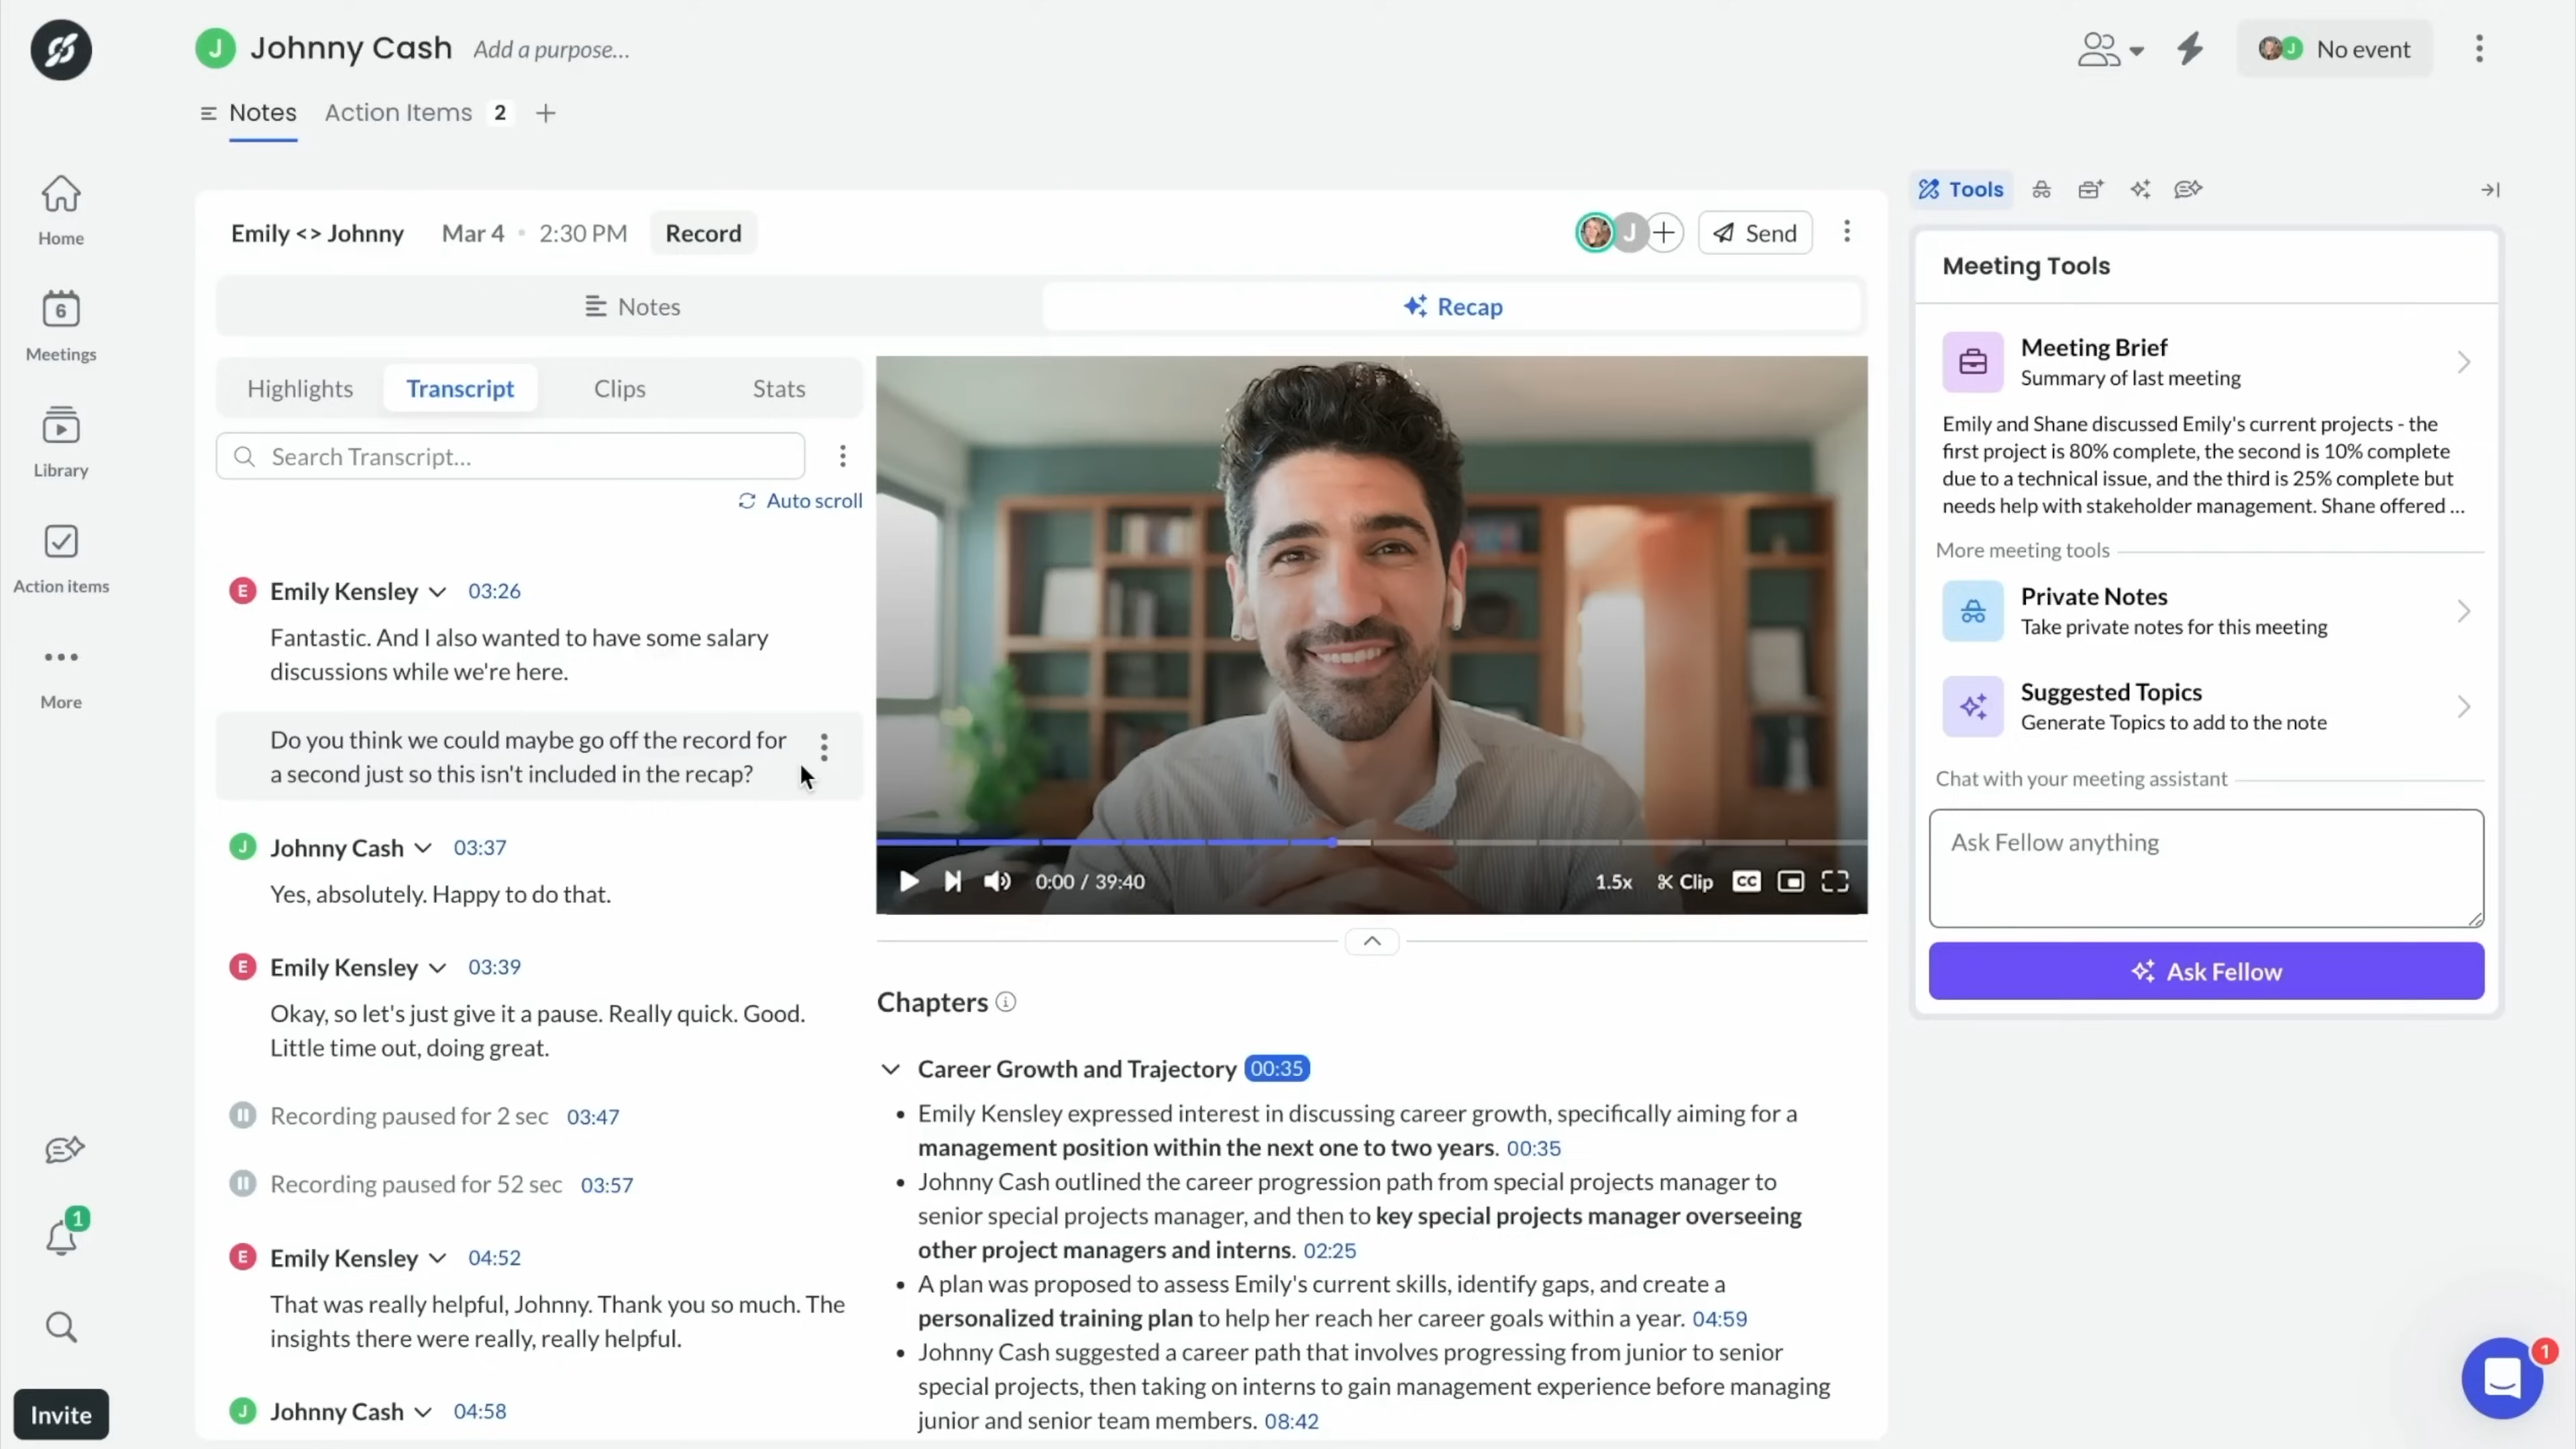 J Johnny Cash Add a purpose...
J No event
Notes Action Items 2 +
Home
6
Meetings
Library
Action items
More
1
Invite
Emily <> Johnny Mar 4 • 2:30 PM Record
J + Send
Notes Recap
Highlights Transcript Clips Stats
Search Transcript...
Auto scroll
E Emily Kensley 03:26
Fantastic. And I also wanted to have some salary
discussions while we're here.
Do you think we could maybe go off the record for
a second just so this isn't included in the recap?
J Johnny Cash 03:37
Yes, absolutely. Happy to do that.
E Emily Kensley 03:39
Okay, so let's just give it a pause. Really quick. Good.
Little time out, doing great.
Recording paused for 2 sec 03:47
Recording paused for 52 sec 03:57
E Emily Kensley 04:52
That was really helpful, Johnny. Thank you so much. The
insights there were really, really helpful.
J Johnny Cash 04:58
0:00 / 39:40 1.5x Clip CC
Chapters
Career Growth and Trajectory 00:35
• Emily Kensley expressed interest in discussing career growth, specifically aiming for a
management position within the next one to two years. 00:35
• Johnny Cash outlined the career progression path from special projects manager to
senior special projects manager, and then to key special projects manager overseeing
other project managers and interns. 02:25
• A plan was proposed to assess Emily's current skills, identify gaps, and create a
personalized training plan to help her reach her career goals within a year. 04:59
• Johnny Cash suggested a career path that involves progressing from junior to senior
special projects, then taking on interns to gain management experience before managing
junior and senior team members. 08:42
Tools
Meeting Tools
Meeting Brief
Summary of last meeting
Emily and Shane discussed Emily's current projects - the
first project is 80% complete, the second is 10% complete
due to a technical issue, and the third is 25% complete but
needs help with stakeholder management. Shane offered ...
More meeting tools
Private Notes
Take private notes for this meeting
Suggested Topics
Generate Topics to add to the note
Chat with your meeting assistant
Ask Fellow anything
Ask Fellow
1